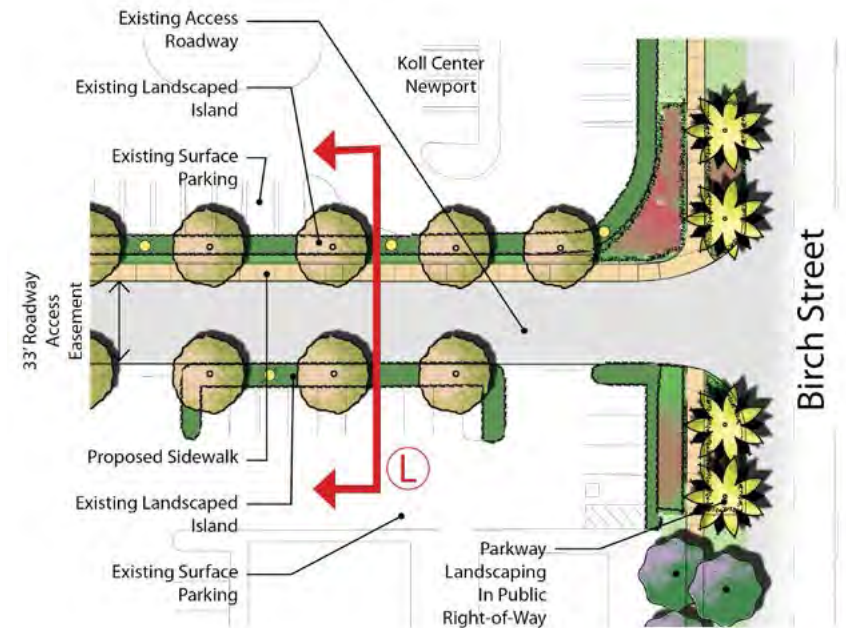 Existing Access
Roadway
Koll Center
Newport
Existing Landscaped
Island
Existing Surface
Parking
33' Roadway
Access
Easement
Birch Street
Proposed Sidewalk
L
Existing Landscaped
Island
Existing Surface
Parking
Parkway
Landscaping
In Public
Right-of-Way